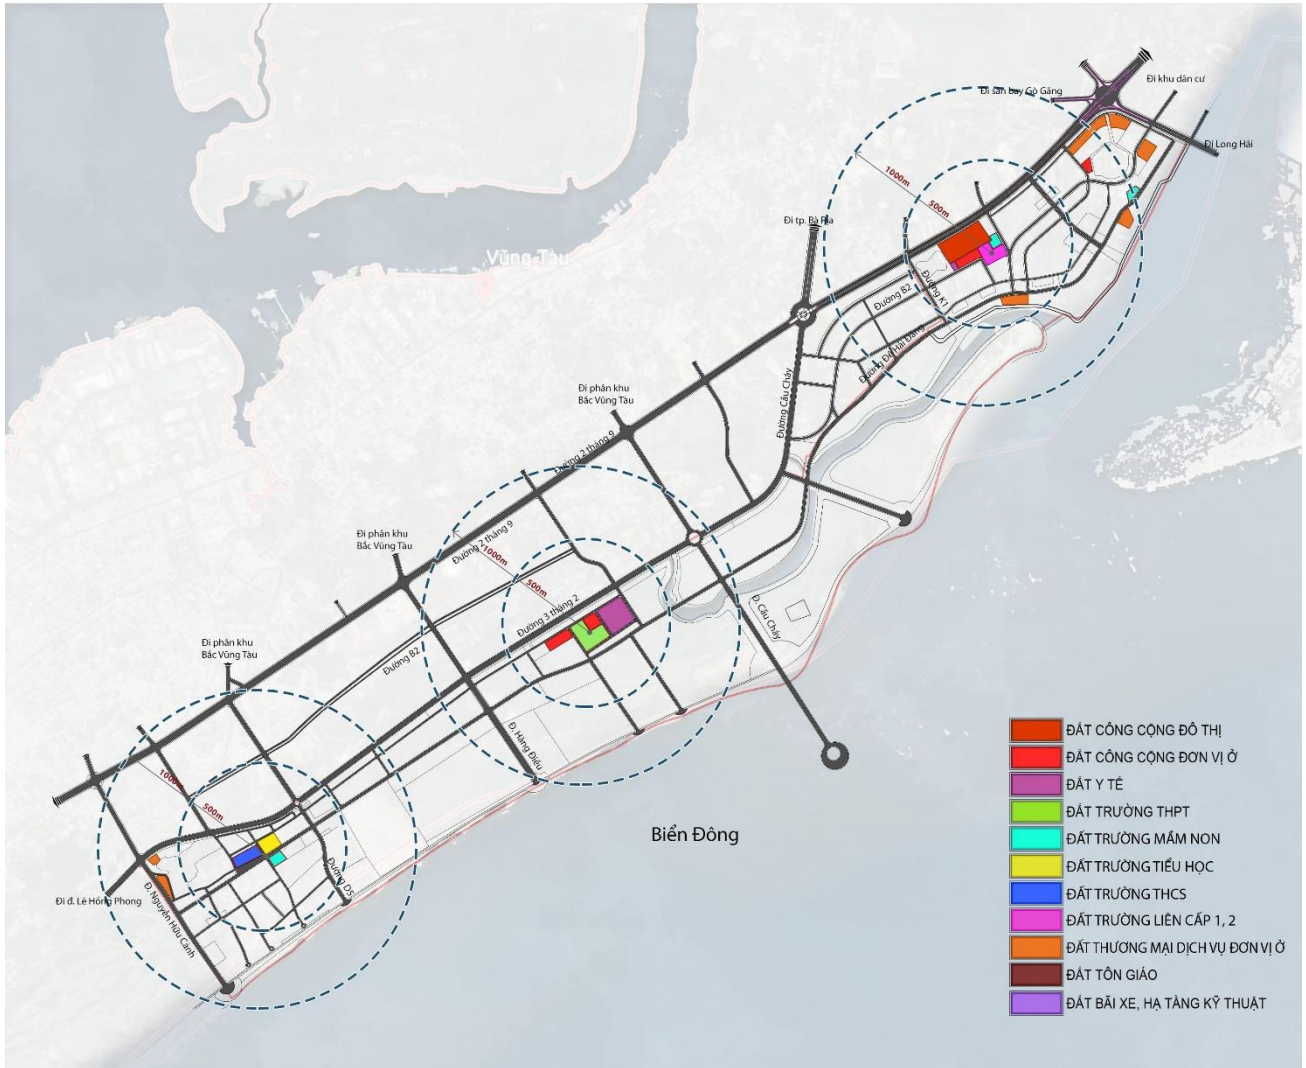 Đi khu dân cư
Đi sân bay Gò Găng
Đi Long Hải
1000m
500m
Đi tp. Bà Rịa
Vũng Tàu
Đường K1
Đường B2
Đường Đê Hải Đăng
Đi phân khu
Bắc Vũng Tàu
Đường Cầu Cháy
Đường 2 tháng 9
Đi phân khu
Bắc Vũng Tàu
Đường 2 tháng 9
1000m
500m
Đường 3 tháng 2
Đ. Cầu Cháy
Đi phân khu
Bắc Vũng Tàu
Đường B2
Đ. Hàng Điều
1000m
500m
Biển Đông
Đường D5
Đi đ. Lê Hồng Phong
Đ. Nguyễn Hữu Cảnh
ĐẤT CÔNG CỘNG ĐÔ THỊ
ĐẤT CÔNG CỘNG ĐƠN VỊ Ở
ĐẤT Y TẾ
ĐẤT TRƯỜNG THPT
ĐẤT TRƯỜNG MẦM NON
ĐẤT TRƯỜNG TIỂU HỌC
ĐẤT TRƯỜNG THCS
ĐẤT TRƯỜNG LIÊN CẤP 1, 2
ĐẤT THƯƠNG MẠI DỊCH VỤ ĐƠN VỊ Ở
ĐẤT TÔN GIÁO
ĐẤT BÃI XE, HẠ TẦNG KỸ THUẬT